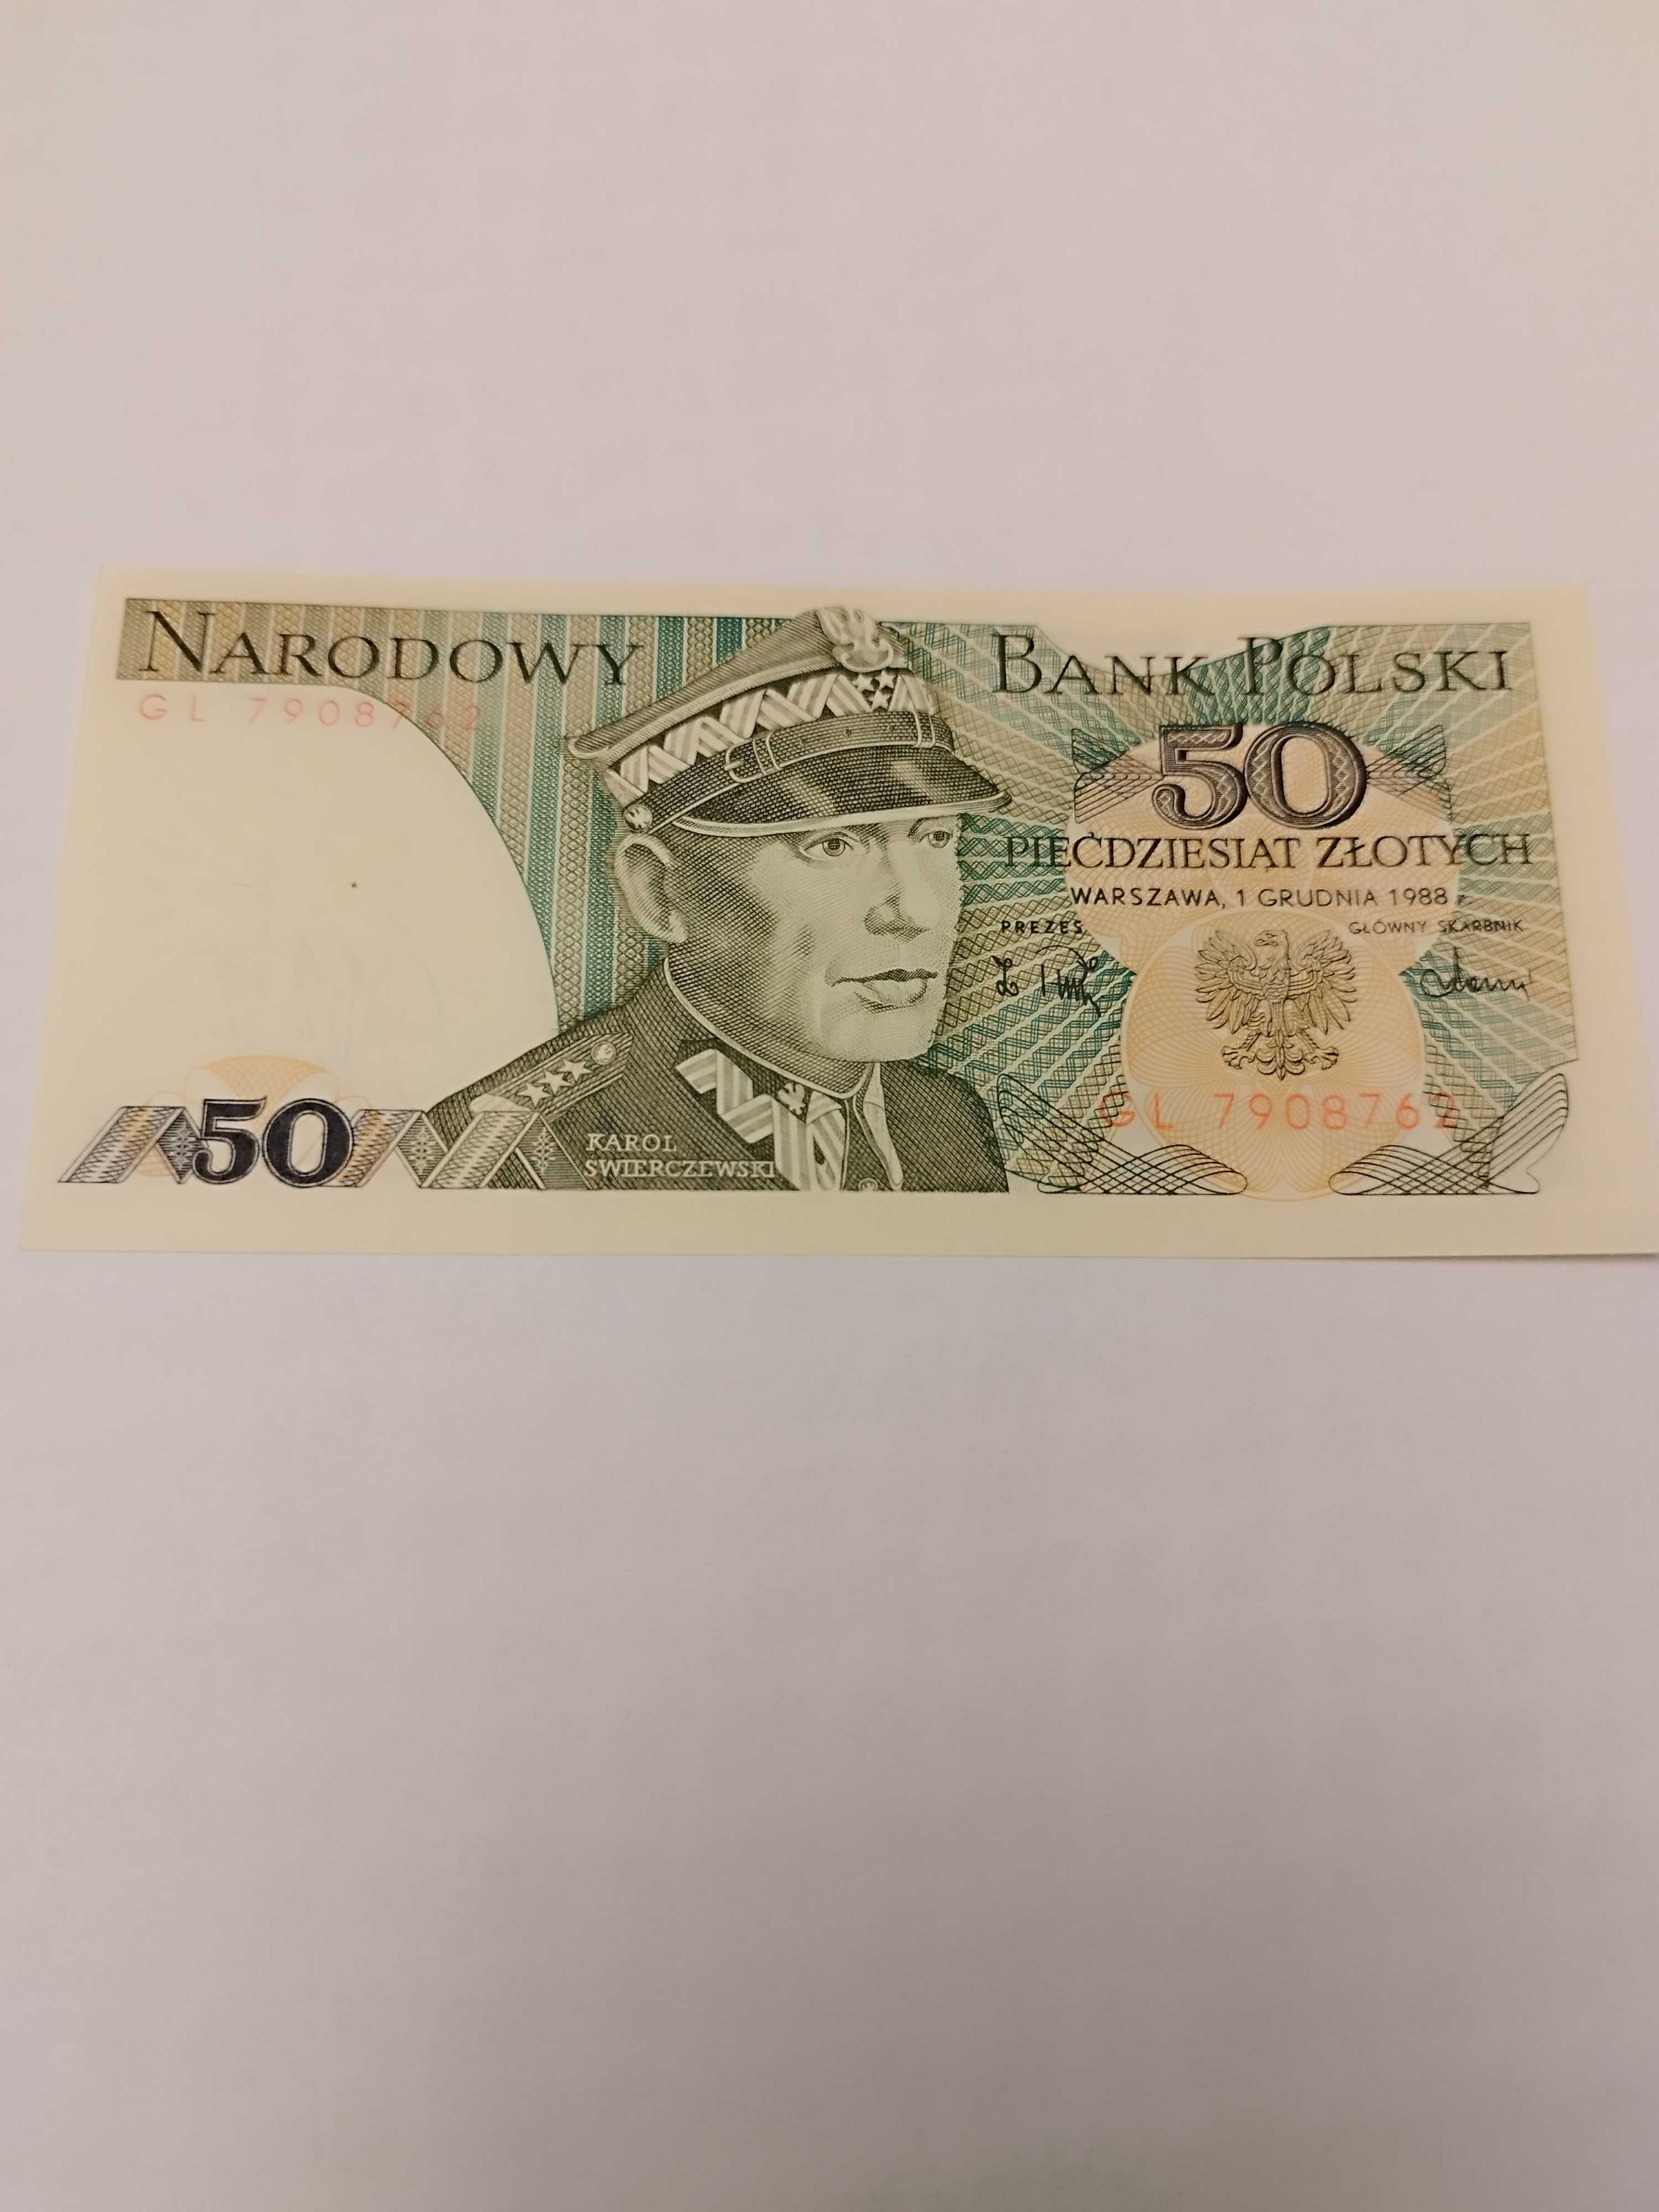 NARODOWY BANK POLSKI
GL 7908762
50
PIĘĆDZIESIĄT ZŁOTYCH
WARSZAWA, 1 GRUDNIA 1988 r.
PREZES GŁÓWNY SKARBNIK
GL 7908762
50
KAROL
ŚWIERCZEWSKI